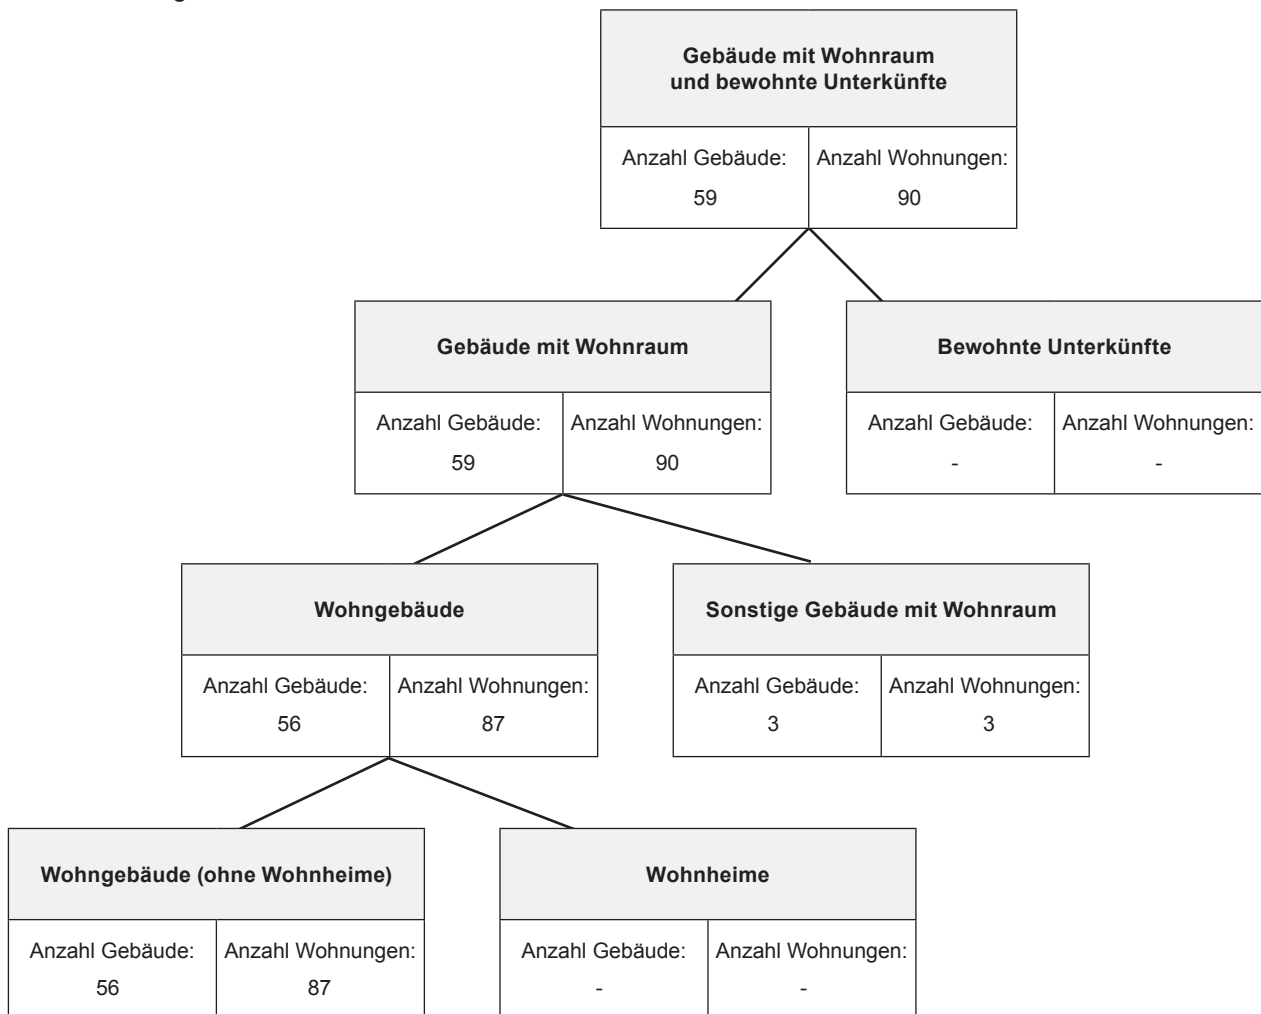 Gebäude mit Wohnraum
und bewohnte Unterkünfte
Anzahl Gebäude: Anzahl Wohnungen:
59 90
Gebäude mit Wohnraum
Anzahl Gebäude: Anzahl Wohnungen:
59 90
Bewohnte Unterkünfte
Anzahl Gebäude: Anzahl Wohnungen:
- -
Wohngebäude
Anzahl Gebäude: Anzahl Wohnungen:
56 87
Sonstige Gebäude mit Wohnraum
Anzahl Gebäude: Anzahl Wohnungen:
3 3
Wohngebäude (ohne Wohnheime)
Anzahl Gebäude: Anzahl Wohnungen:
56 87
Wohnheime
Anzahl Gebäude: Anzahl Wohnungen:
- -